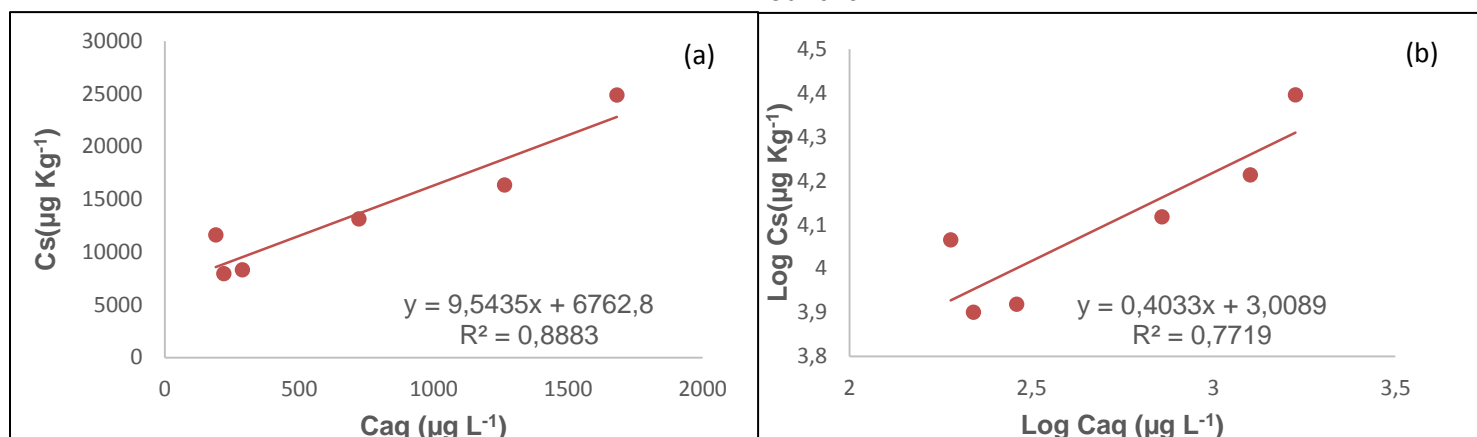 30000
25000
20000
15000
10000
5000
0
0
500
1000
1500
2000
Cs(µg Kg⁻¹)
Caq (µg L⁻¹)
(a)
y = 9,5435x + 6762,8
R² = 0,8883
4,5
4,4
4,3
4,2
4,1
4
3,9
3,8
2
2,5
3
3,5
Log Cs(µg Kg⁻¹)
Log Caq (µg L⁻¹)
(b)
y = 0,4033x + 3,0089
R² = 0,7719